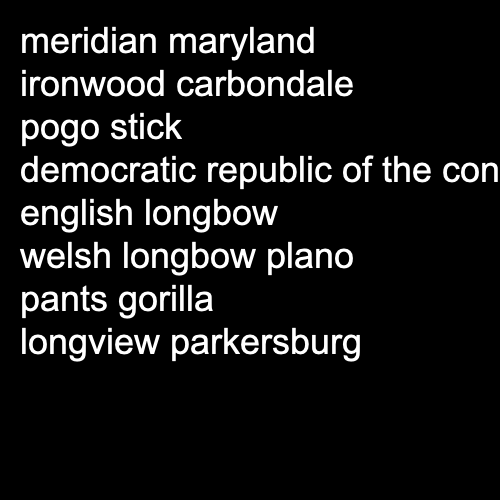 meridian maryland
ironwood carbondale
pogo stick
democratic republic of the con
english longbow
welsh longbow plano
pants gorilla
longview parkersburg